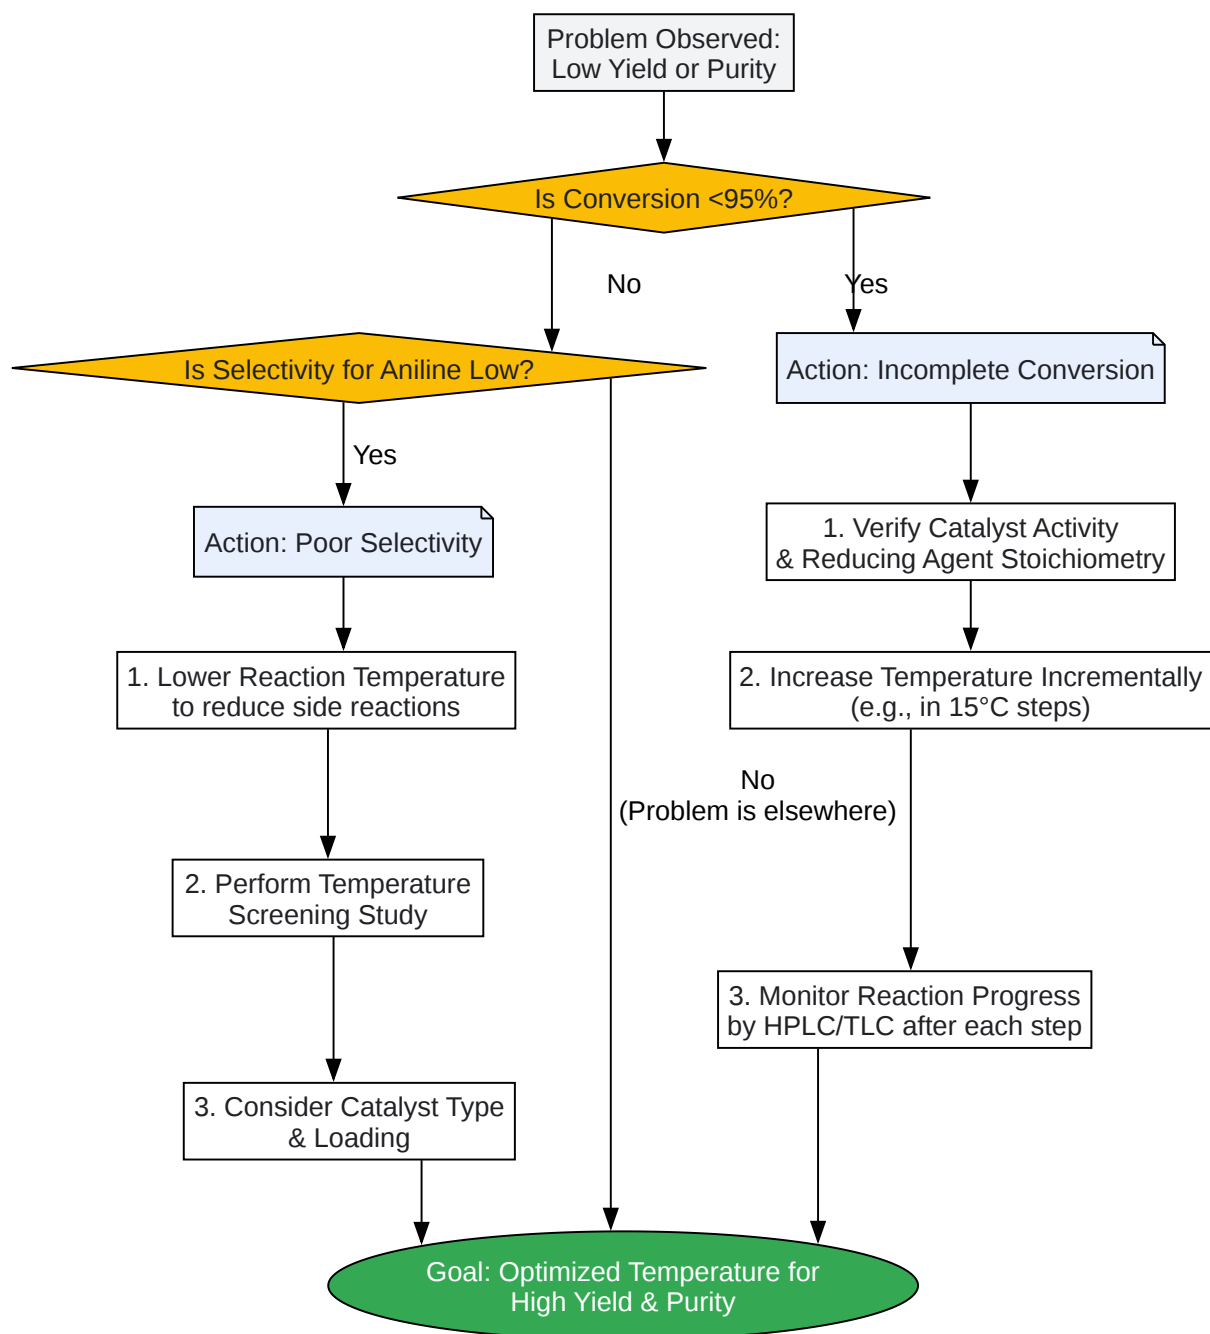 Problem Observed:
Low Yield or Purity
Is Conversion <95%?
No
Yes
Is Selectivity for Aniline Low?
Action: Incomplete Conversion
Yes
Action: Poor Selectivity
1. Verify Catalyst Activity
& Reducing Agent Stoichiometry
1. Lower Reaction Temperature
to reduce side reactions
2. Increase Temperature Incrementally
(e.g., in 15°C steps)
No
(Problem is elsewhere)
2. Perform Temperature
Screening Study
3. Monitor Reaction Progress
by HPLC/TLC after each step
3. Consider Catalyst Type
& Loading
Goal: Optimized Temperature for
High Yield & Purity